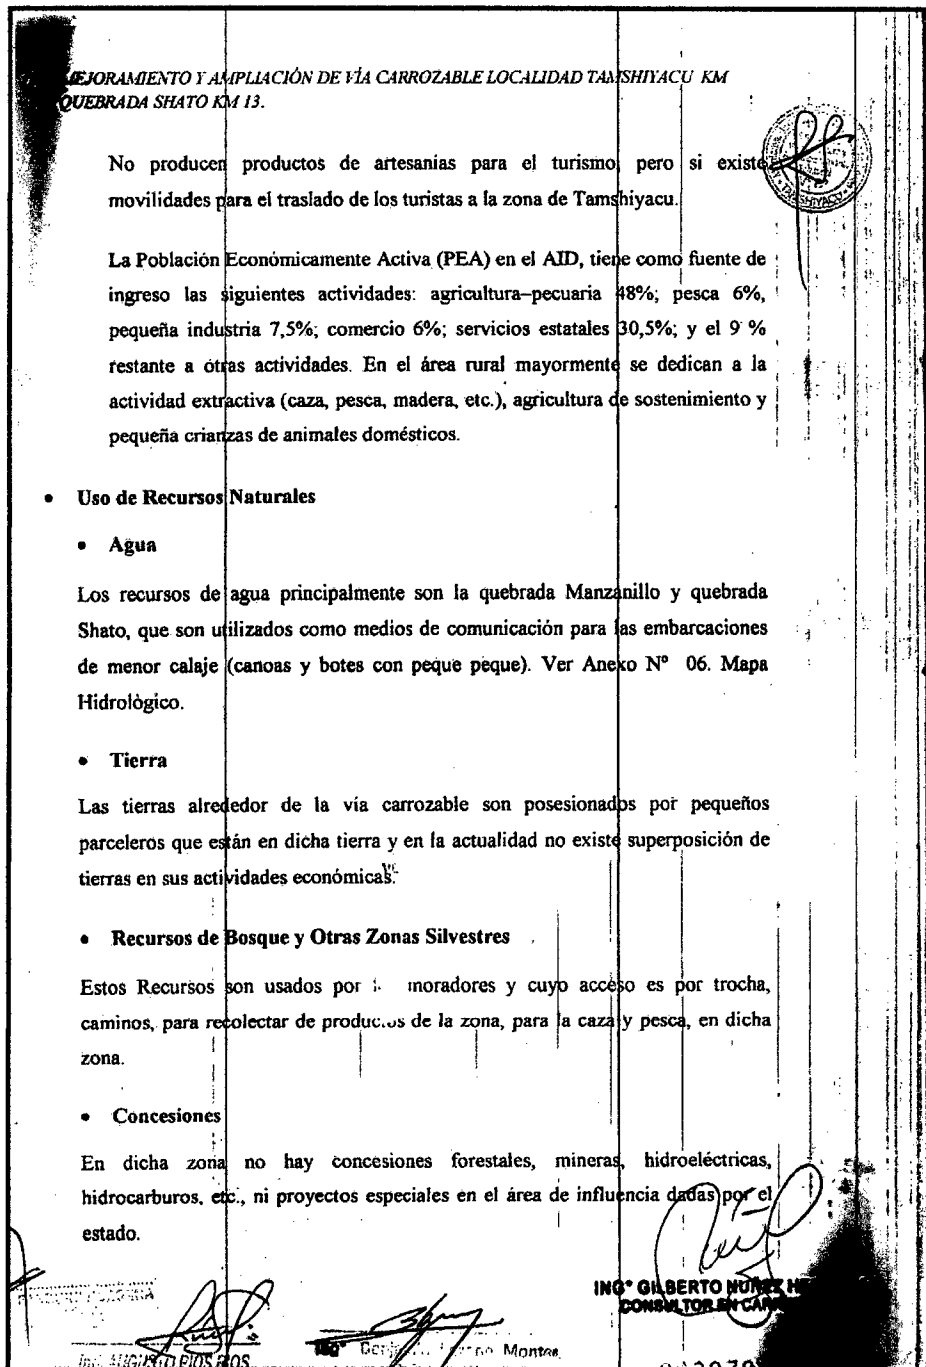 MEJORAMIENTO Y AMPLIACIÓN DE VÍA CARROZABLE LOCALIDAD TAMSHIYACU KM
QUEBRADA SHATO KM 13.
No producen productos de artesanías para el turismo, pero si existe
movilidades para el traslado de los turistas a la zona de Tamshiyacu.
La Población Económicamente Activa (PEA) en el AID, tiene como fuente de
ingreso las siguientes actividades: agricultura–pecuaria 48%; pesca 6%,
pequeña industria 7,5%; comercio 6%; servicios estatales 30,5%; y el 9 %
restante a otras actividades. En el área rural mayormente se dedican a la
actividad extractiva (caza, pesca, madera, etc.), agricultura de sostenimiento y
pequeña crianzas de animales domésticos.
• Uso de Recursos Naturales
• Agua
Los recursos de agua principalmente son la quebrada Manzanillo y quebrada
Shato, que son utilizados como medios de comunicación para las embarcaciones
de menor calaje (canoas y botes con peque peque). Ver Anexo N° 06. Mapa
Hidrològico.
• Tierra
Las tierras alrededor de la vía carrozable son posesionados por pequeños
parceleros que están en dicha tierra y en la actualidad no existe superposición de
tierras en sus actividades económicas.
• Recursos de Bosque y Otras Zonas Silvestres
Estos Recursos son usados por moradores y cuyo acceso es por trocha,
caminos, para recolectar de productos de la zona, para la caza y pesca, en dicha
zona.
• Concesiones
En dicha zona no hay concesiones forestales, mineras, hidroeléctricas,
hidrocarburos, etc., ni proyectos especiales en el área de influencia dadas por el
estado.
TAMSHIYACU
ING° GILBERTO NUÑEZ
CONSULTOR EN
Ing. AUGUSTO RIOS RIOS
Ing° Montes